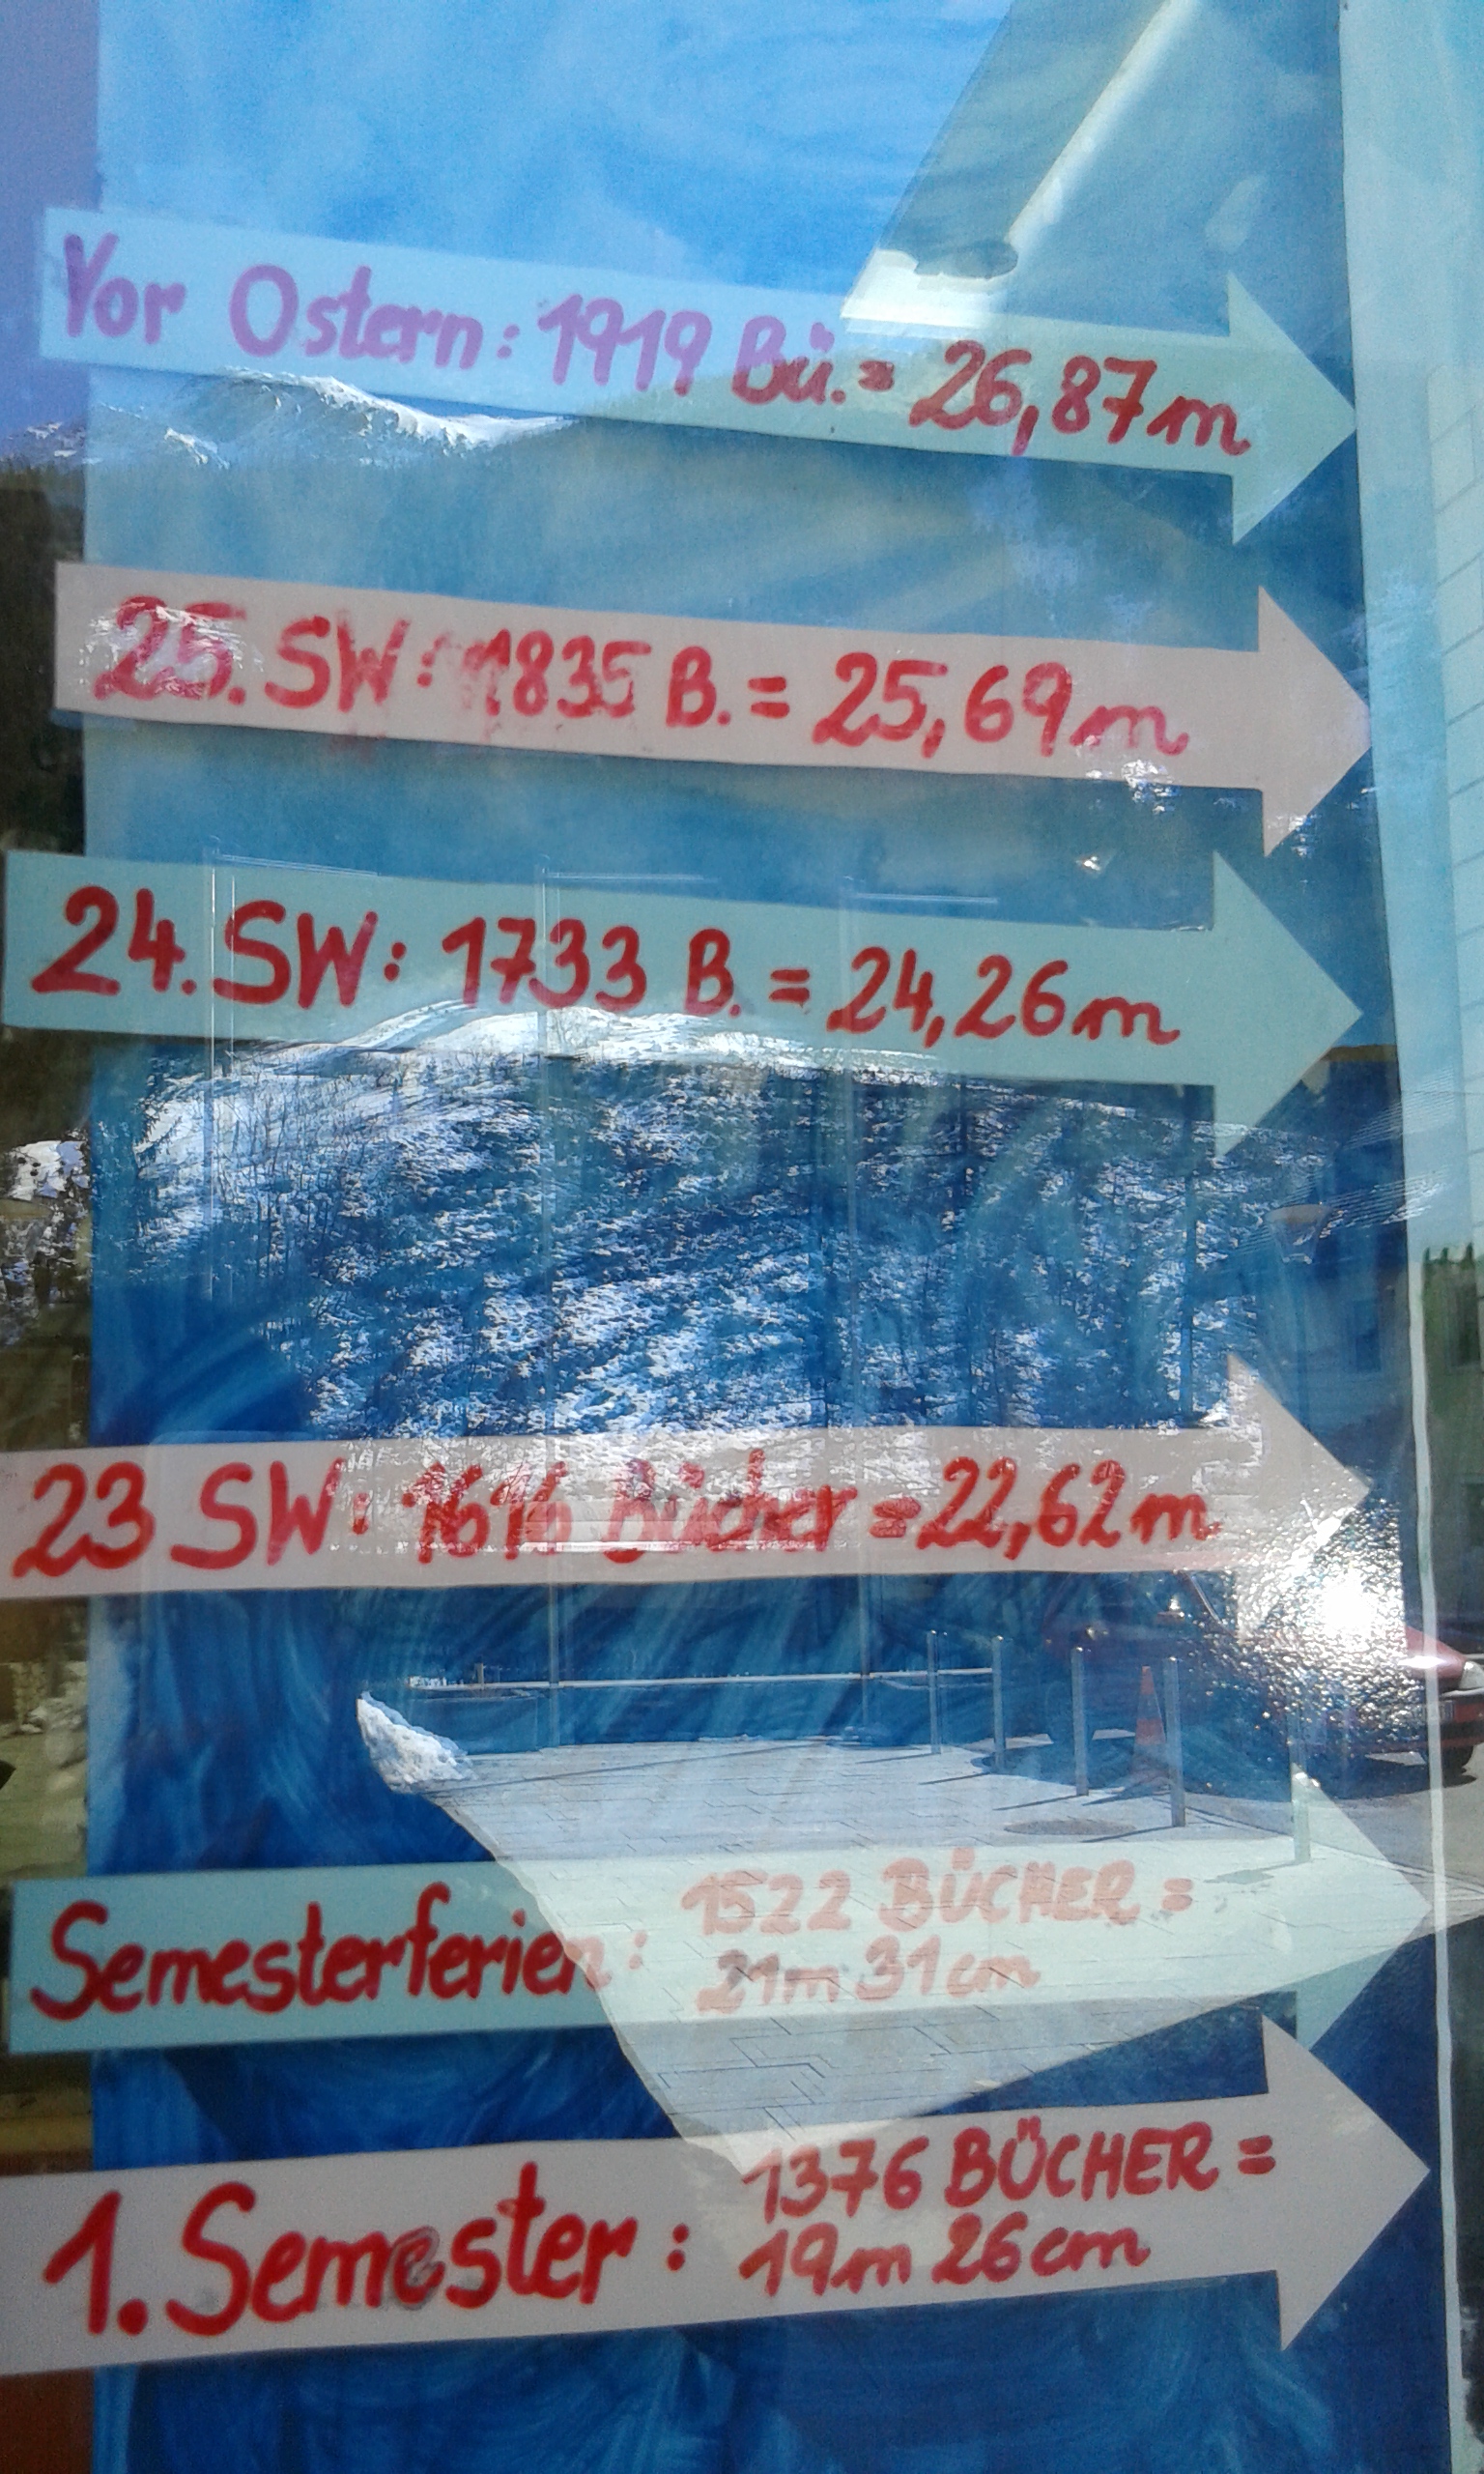 Vor Ostern: 1919 Bü. = 26,87m
25. SW: 1835 B. = 25,69m
24. SW: 1733 B. = 24,26m
23 SW: 1616 Bücher = 22,62m
Semesterferien: 1522 BÜCHER =
21m 31cm
1. Semester: 1376 BÜCHER =
19m 26cm